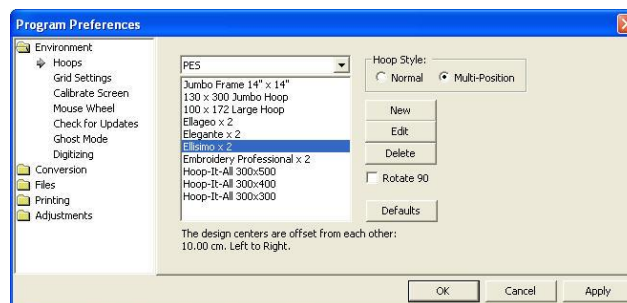 Program Preferences
Environment
Hoops
Grid Settings
Calibrate Screen
Mouse Wheel
Check for Updates
Ghost Mode
Digitizing
Conversion
Files
Printing
Adjustments
PES
Jumbo Frame 14" x 14"
130 x 300 Jumbo Hoop
100 x 172 Large Hoop
Ellageo x 2
Elegante x 2
Ellisimo x 2
Embroidery Professional x 2
Hoop-It-All 300x500
Hoop-It-All 300x400
Hoop-It-All 300x300
Hoop Style:
Normal Multi-Position
New
Edit
Delete
Rotate 90
Defaults
The design centers are offset from each other:
10.00 cm. Left to Right.
OK Cancel Apply